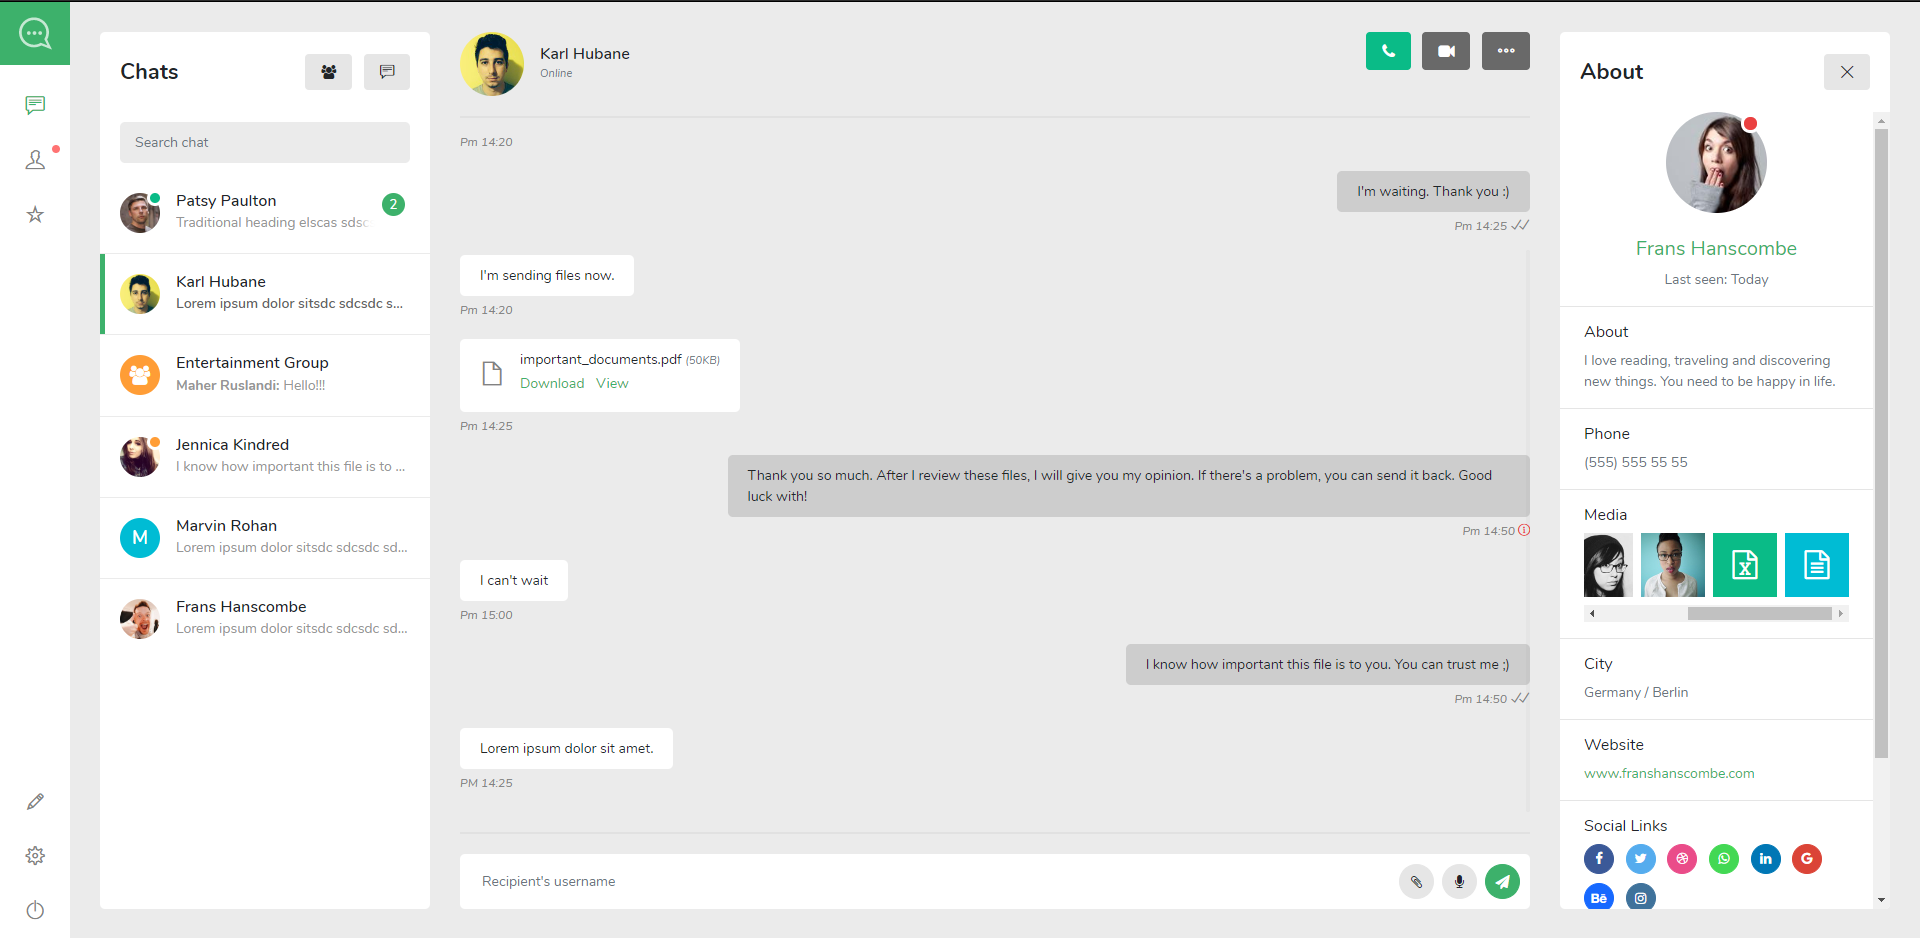 Chats
Search chat
Patsy Paulton
2
Traditional heading elscas sdsc
Karl Hubane
Lorem ipsum dolor sitsdc sdcsdc s...
Entertainment Group
Maher Ruslandi: Hello!!!
Jennica Kindred
I know how important this file is to ...
M
Marvin Rohan
Lorem ipsum dolor sitsdc sdcsdc sd...
Frans Hanscombe
Lorem ipsum dolor sitsdc sdcsdc sd...
Karl Hubane
Online
Pm 14:20
I'm waiting. Thank you :)
Pm 14:25
I'm sending files now.
Pm 14:20
important_documents.pdf (50KB)
Download View
Pm 14:25
Thank you so much. After I review these files, I will give you my opinion. If there's a problem, you can send it back. Good
luck with!
Pm 14:50
I can't wait
Pm 15:00
I know how important this file is to you. You can trust me ;)
Pm 14:50
Lorem ipsum dolor sit amet.
PM 14:25
Recipient's username
About
Frans Hanscombe
Last seen: Today
About
I love reading, traveling and discovering
new things. You need to be happy in life.
Phone
(555) 555 55 55
Media
City
Germany / Berlin
Website
www.franshanscombe.com
Social Links